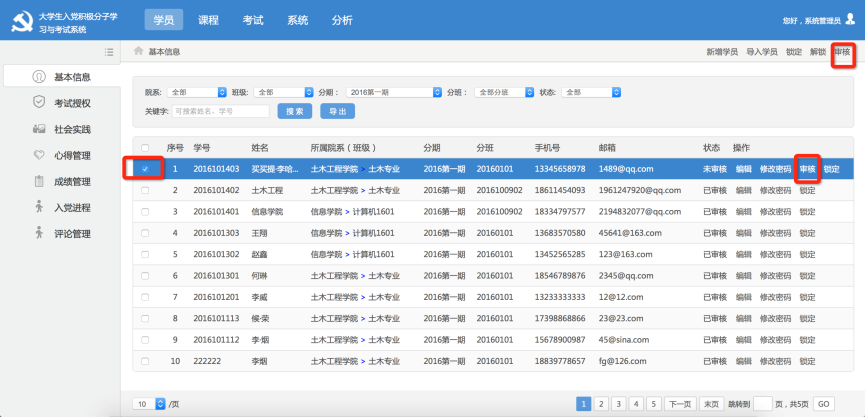 大学生入党积极分子学
习与考试系统
学员 课程 考试 系统 分析
您好，系统管理员
基本信息
新增学员 导入学员 锁定 解锁 审核
基本信息
考试授权
社会实践
心得管理
成绩管理
入党进程
评论管理
院系: 全部 班级: 全部 分期: 2016第一期 分班: 全部分班 状态: 全部
关键字: 可搜索姓名、学号 搜 索 导 出
序号 学号 姓名 所属院系（班级） 分期 分班 手机号 邮箱 状态 操作
1 2016101403 买买提·李哈... 土木工程学院 > 土木专业 2016第一期 20160101 13345658978 1489@qq.com 未审核 编辑 修改密码 审核 锁定
2 2016101402 土木工程 土木工程学院 > 土木专业 2016第一期 2016100902 18611454093 1961247920@qq.com 已审核 编辑 修改密码 锁定
3 2016101401 信息学院 信息学院 > 计算机1601 2016第一期 2016100902 18334797577 2194832077@qq.com 已审核 编辑 修改密码 锁定
4 2016101303 王翔 信息学院 > 计算机1601 2016第一期 20160101 13683570580 45641@163.com 已审核 编辑 修改密码 锁定
5 2016101302 赵鑫 信息学院 > 计算机1601 2016第一期 20160101 13452565285 123@163.com 已审核 编辑 修改密码 锁定
6 2016101301 何琳 土木工程学院 > 土木专业 2016第一期 20160101 18546789876 2345@qq.com 已审核 编辑 修改密码 锁定
7 2016101201 李威 土木工程学院 > 土木专业 2016第一期 20160101 13233333333 12@12.com 已审核 编辑 修改密码 锁定
8 2016101113 候·荣 土木工程学院 > 土木专业 2016第一期 20160101 17398868866 23@23.com 已审核 编辑 修改密码 锁定
9 2016101112 李·烟 土木工程学院 > 土木专业 2016第一期 20160101 15678900987 45@sina.com 已审核 编辑 修改密码 锁定
10 222222 李烟 土木工程学院 > 土木专业 2016第一期 20160101 18839778657 fg@126.com 已审核 编辑 修改密码 锁定
10 /页 1 2 3 4 5 下一页 末页 跳转到 页，共5页 GO